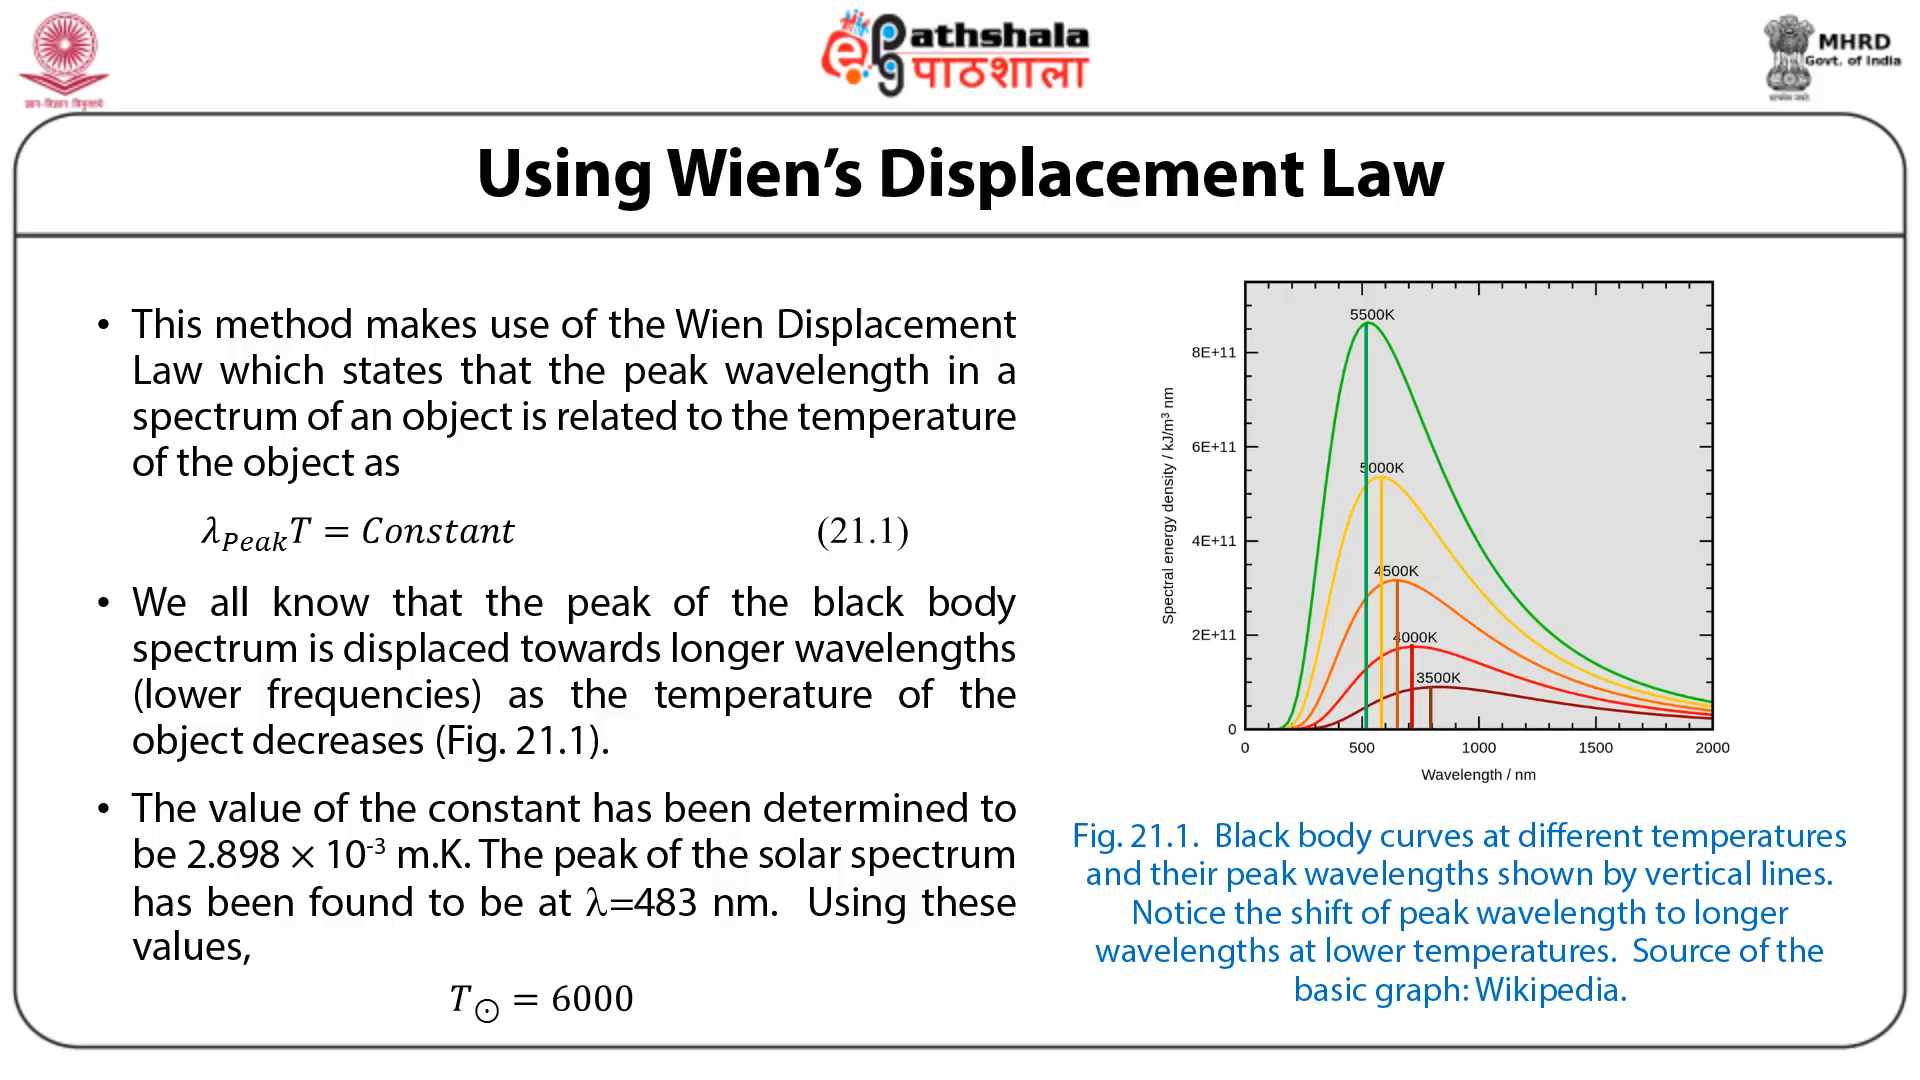 ज्ञान-विज्ञान विमुक्तये
ePg
athshala
पाठशाला
MHRD
Govt. of India
सत्यमेव जयते
Using Wien’s Displacement Law
• This method makes use of the Wien Displacement
Law which states that the peak wavelength in a
spectrum of an object is related to the temperature
of the object as
λ_Peak T = Constant (21.1)
• We all know that the peak of the black body
spectrum is displaced towards longer wavelengths
(lower frequencies) as the temperature of the
object decreases (Fig. 21.1).
• The value of the constant has been determined to
be 2.898 × 10⁻³ m.K. The peak of the solar spectrum
has been found to be at λ=483 nm. Using these
values,
T⊙ = 6000
Spectral energy density / kJ/m³ nm
8E+11
6E+11
4E+11
2E+11
0
5500K
5000K
4500K
4000K
3500K
0 500 1000 1500 2000
Wavelength / nm
Fig. 21.1. Black body curves at different temperatures
and their peak wavelengths shown by vertical lines.
Notice the shift of peak wavelength to longer
wavelengths at lower temperatures. Source of the
basic graph: Wikipedia.